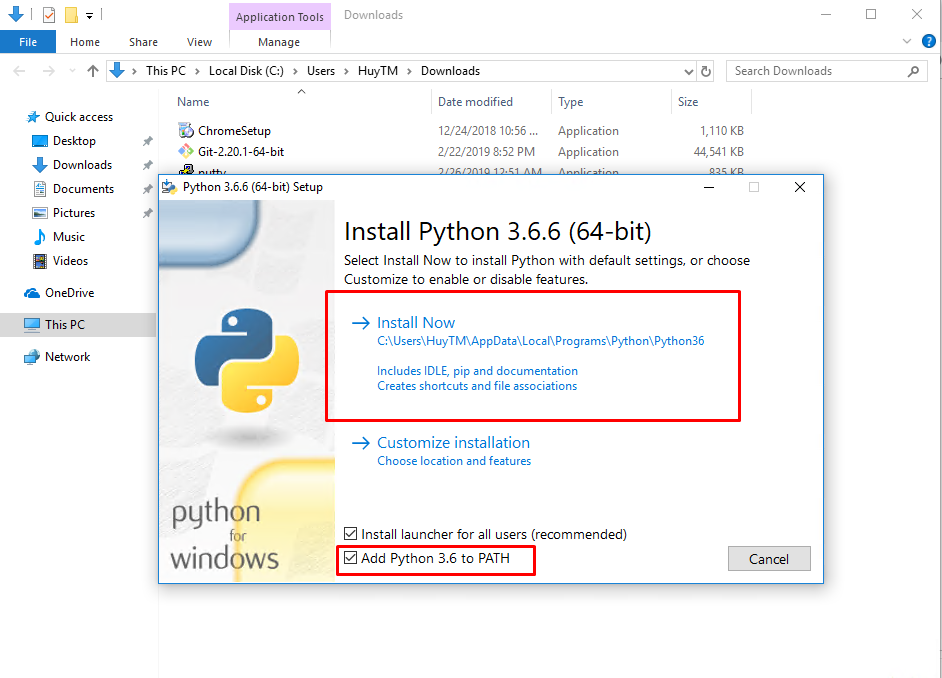 Application Tools Downloads
File Home Share View Manage
This PC Local Disk (C:) Users HuyTM Downloads Search Downloads
Name Date modified Type Size
Quick access
Desktop
Downloads
Documents
Pictures
Music
Videos
OneDrive
This PC
Network
ChromeSetup 12/24/2018 10:56 ... Application 1,110 KB
Git-2.20.1-64-bit 2/22/2019 8:52 PM Application 44,541 KB
putty 2/26/2019 12:51 AM Application 835 KB
Python 3.6.6 (64-bit) Setup
Install Python 3.6.6 (64-bit)
Select Install Now to install Python with default settings, or choose
Customize to enable or disable features.
Install Now
C:\Users\HuyTM\AppData\Local\Programs\Python\Python36
Includes IDLE, pip and documentation
Creates shortcuts and file associations
Customize installation
Choose location and features
python
for
windows
Install launcher for all users (recommended)
Add Python 3.6 to PATH
Cancel